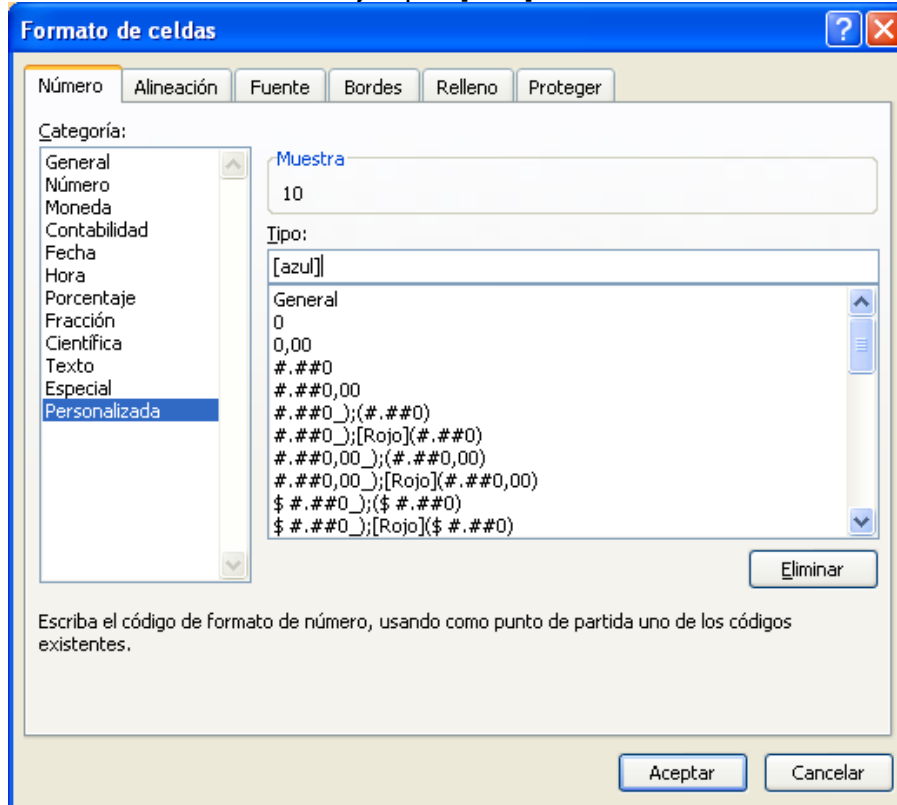 Formato de celdas
Número Alineación Fuente Bordes Relleno Proteger
Categoría:
General
Número
Moneda
Contabilidad
Fecha
Hora
Porcentaje
Fracción
Científica
Texto
Especial
Personalizada
Muestra
10
Tipo:
[azul]
General
0
0,00
#.##0
#.##0,00
#.##0_);(#.##0)
#.##0_);[Rojo](#.##0)
#.##0,00_);(#.##0,00)
#.##0,00_);[Rojo](#.##0,00)
$ #.##0_);($ #.##0)
$ #.##0_);[Rojo]($ #.##0)
Eliminar
Escriba el código de formato de número, usando como punto de partida uno de los códigos
existentes.
Aceptar Cancelar